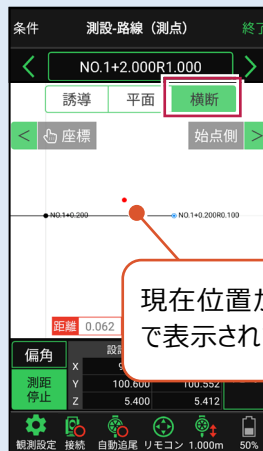 条件 測設-路線（測点） 終了
NO.1+2.000R1.000
誘導 平面 横断
< 座標 始点側 >
NO.1+0.200 NO.1+0.200R0.100
現在位置が
で表示され
距離 0.062
偏角
測距
停止
X
Y 100.600 100.552
Z 5.400 5.412
観測設定 接続 自動追尾 リモコン 1.000m 50%